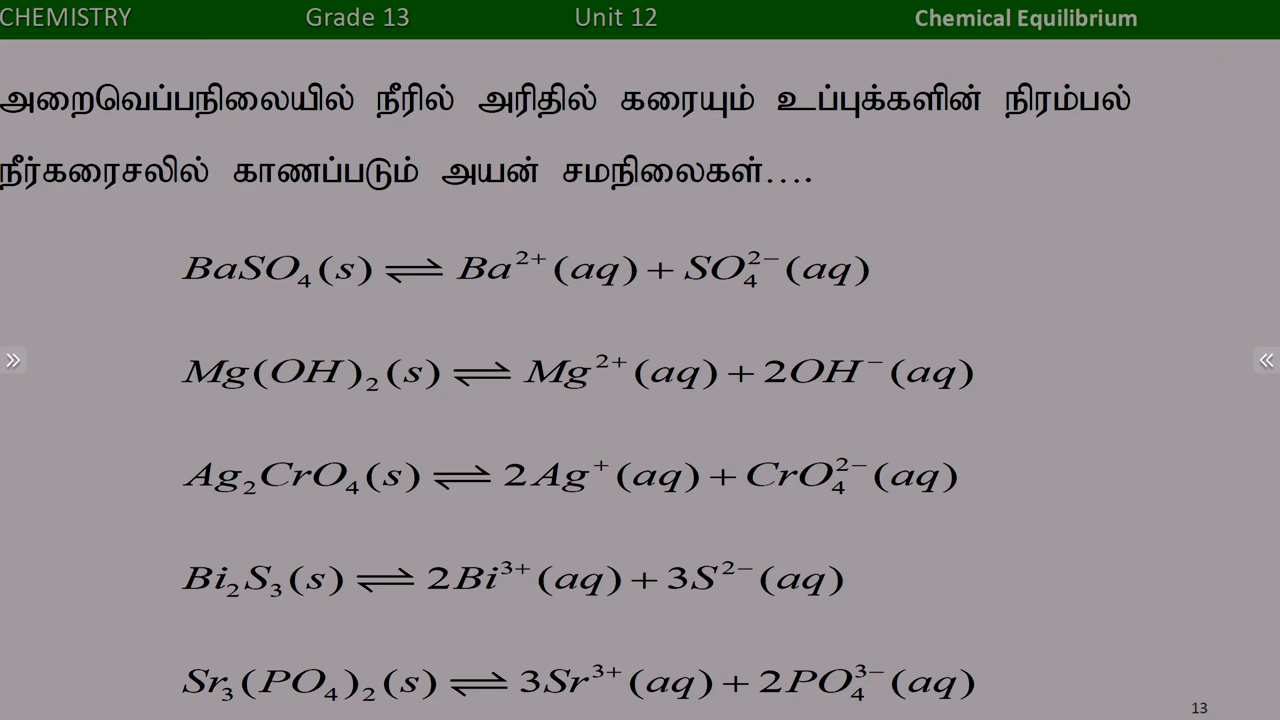 CHEMISTRY Grade 13 Unit 12 Chemical Equilibrium
அறைவெப்பநிலையில் நீரில் அரிதில் கரையும் உப்புக்களின் நிரம்பல்
நீர்கரைசலில் காணப்படும் அயன் சமநிலைகள்....
BaSO₄(s) ⇌ Ba²⁺(aq) + SO₄²⁻(aq)
Mg(OH)₂(s) ⇌ Mg²⁺(aq) + 2OH⁻(aq)
Ag₂CrO₄(s) ⇌ 2Ag⁺(aq) + CrO₄²⁻(aq)
Bi₂S₃(s) ⇌ 2Bi³⁺(aq) + 3S²⁻(aq)
Sr₃(PO₄)₂(s) ⇌ 3Sr³⁺(aq) + 2PO₄³⁻(aq)
13